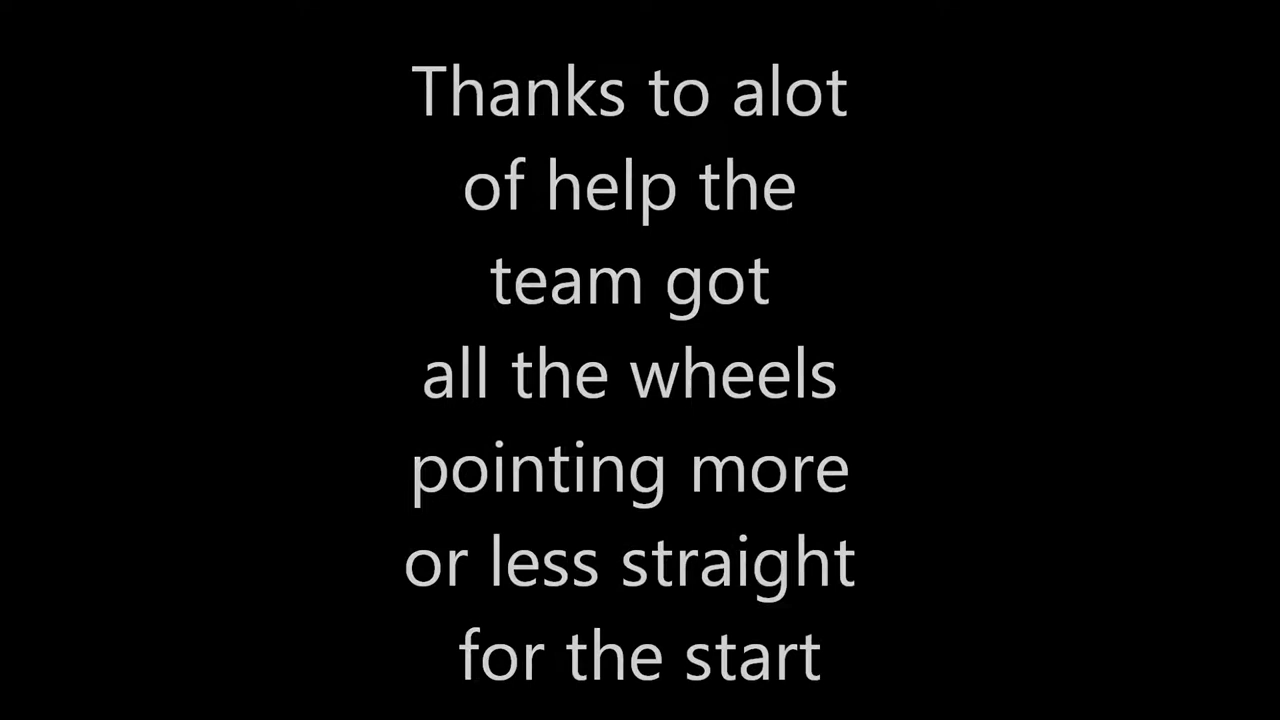 Thanks to alot
of help the
team got
all the wheels
pointing more
or less straight
for the start